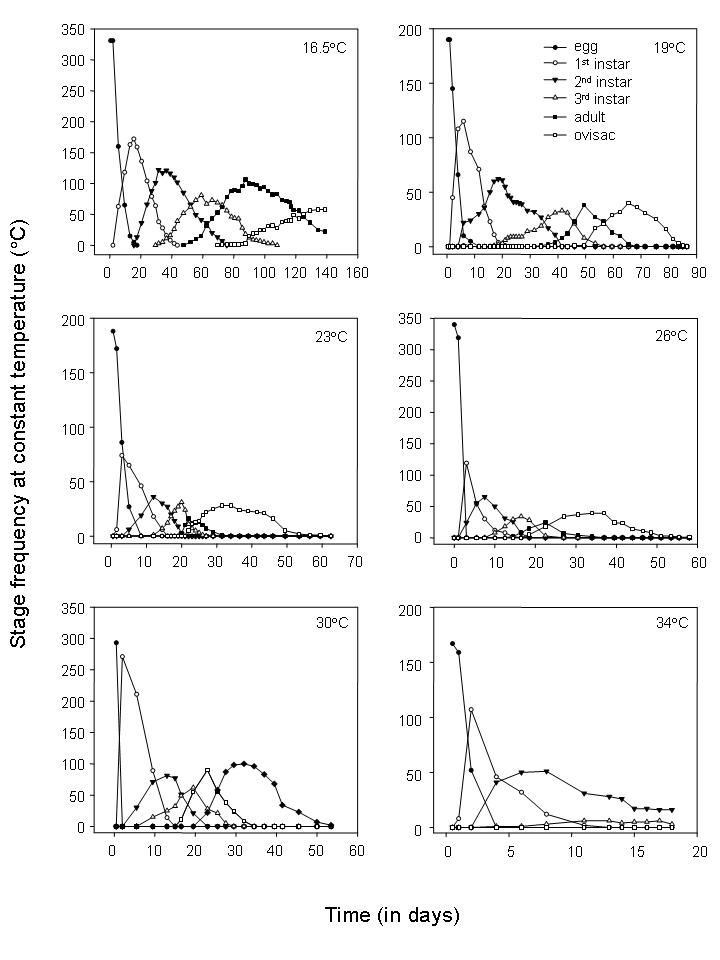 Stage frequency at constant temperature (°C)
16.5°C
350
300
250
200
150
100
50
0
0 20 40 60 80 100 120 140 160
19°C
egg
1st instar
2nd instar
3rd instar
adult
ovisac
200
150
100
50
0
0 10 20 30 40 50 60 70 80 90
23°C
200
150
100
50
0
0 10 20 30 40 50 60 70
26°C
350
300
250
200
150
100
50
0
0 10 20 30 40 50 60
30°C
350
300
250
200
150
100
50
0
0 10 20 30 40 50 60
34°C
200
150
100
50
0
0 5 10 15 20
Time (in days)